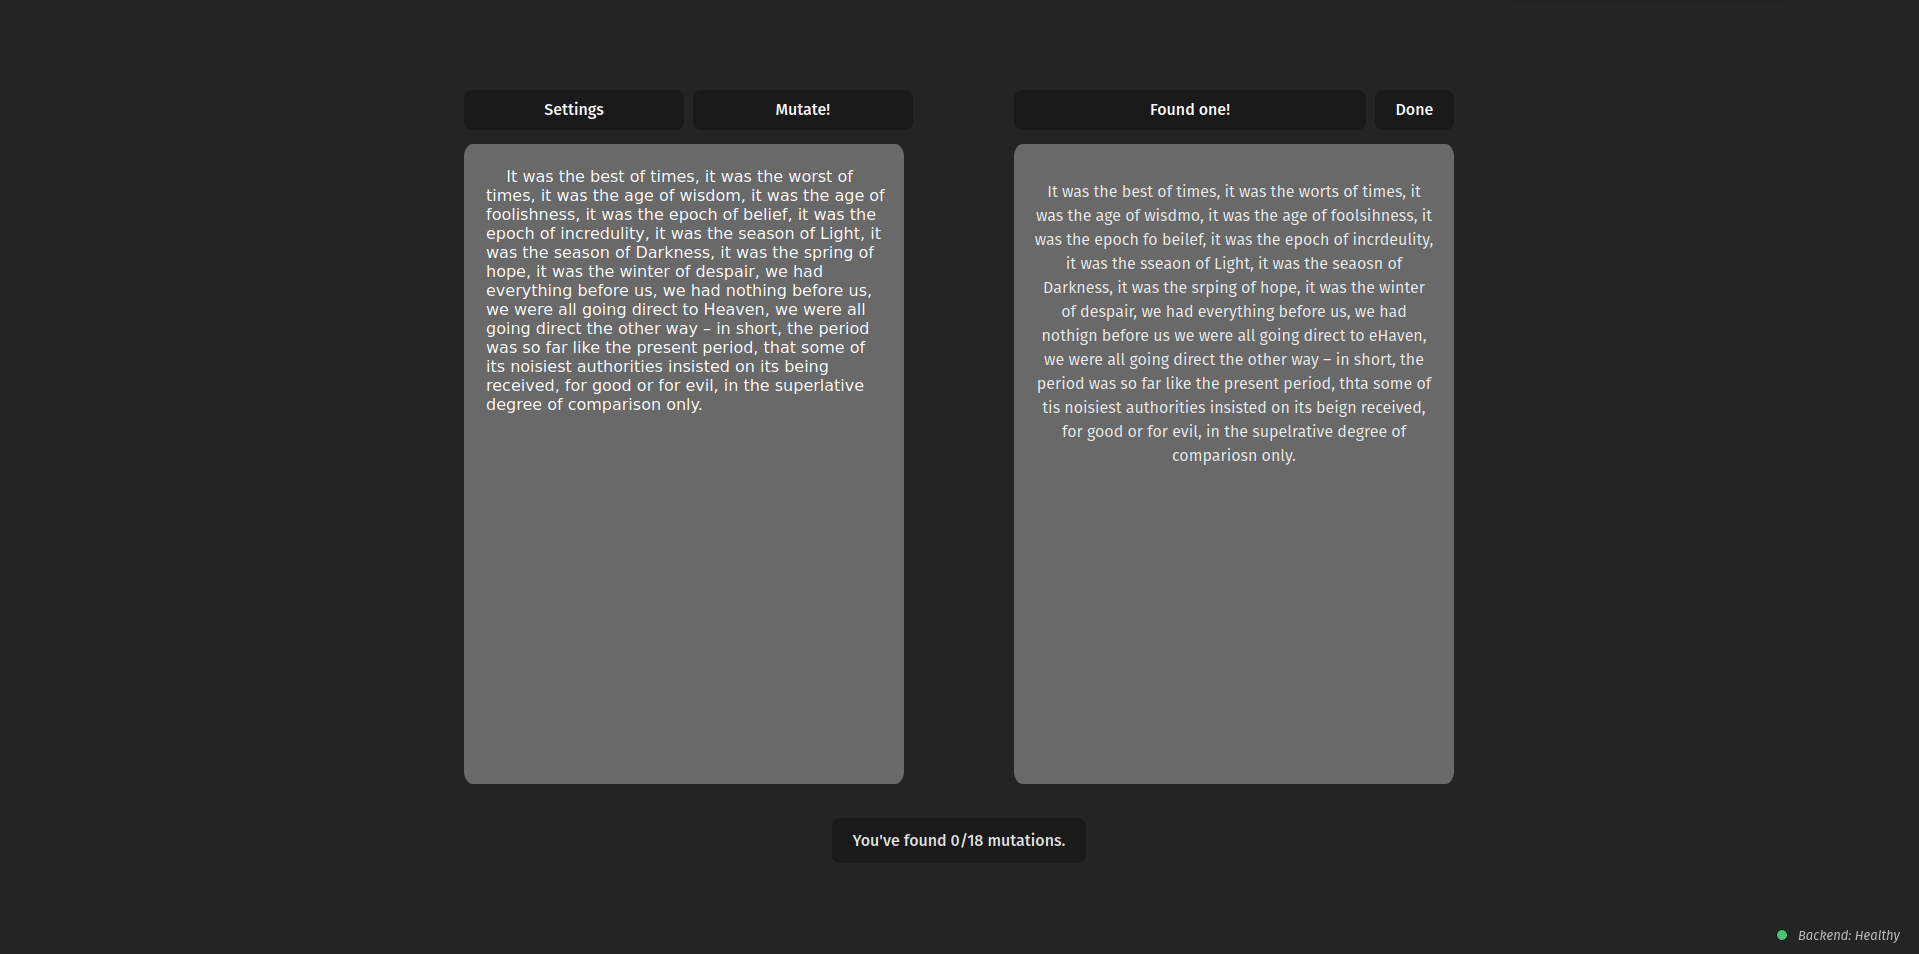 Settings
Mutate!
Found one!
Done
It was the best of times, it was the worst of
times, it was the age of wisdom, it was the age of
foolishness, it was the epoch of belief, it was the
epoch of incredulity, it was the season of Light, it
was the season of Darkness, it was the spring of
hope, it was the winter of despair, we had
everything before us, we had nothing before us,
we were all going direct to Heaven, we were all
going direct the other way – in short, the period
was so far like the present period, that some of
its noisiest authorities insisted on its being
received, for good or for evil, in the superlative
degree of comparison only.
It was the best of times, it was the worts of times, it
was the age of wisdmo, it was the age of foolsihness, it
was the epoch fo beilef, it was the epoch of incrdeulity,
it was the sseaon of Light, it was the seaosn of
Darkness, it was the srping of hope, it was the winter
of despair, we had everything before us, we had
nothign before us we were all going direct to eHaven,
we were all going direct the other way – in short, the
period was so far like the present period, thta some of
tis noisiest authorities insisted on its beign received,
for good or for evil, in the supelrative degree of
compariosn only.
You've found 0/18 mutations.
Backend: Healthy